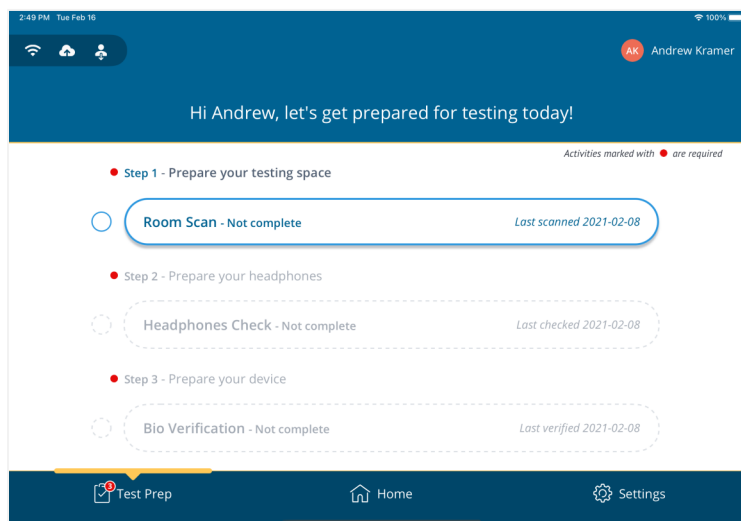 2:49 PM Tue Feb 16
100%
AK Andrew Kramer
Hi Andrew, let's get prepared for testing today!
Activities marked with ● are required
Step 1 - Prepare your testing space
Room Scan - Not complete Last scanned 2021-02-08
Step 2 - Prepare your headphones
Headphones Check - Not complete Last checked 2021-02-08
Step 3 - Prepare your device
Bio Verification - Not complete Last verified 2021-02-08
3
Test Prep Home Settings